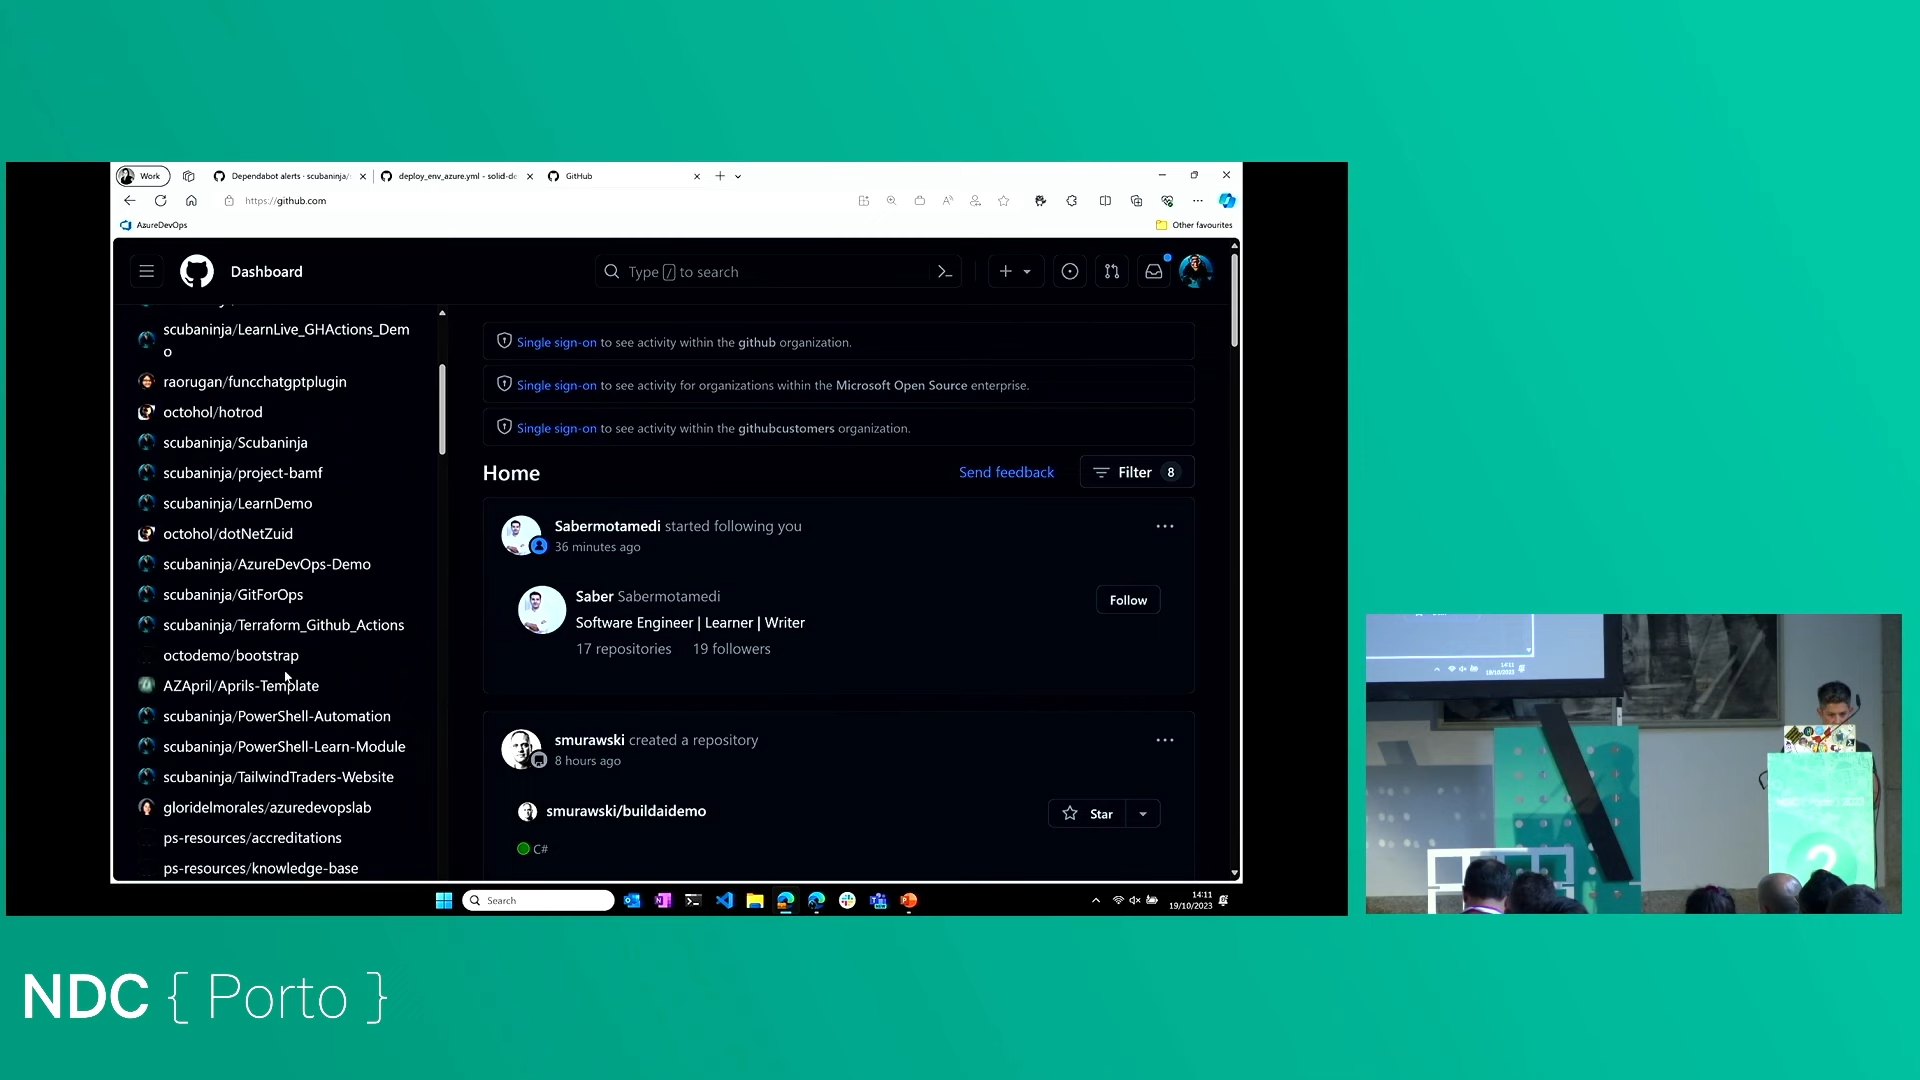 Work
Dependabot alerts - scubaninja/
deploy_env_azure.yml - solid-de
GitHub
https://github.com
AzureDevOps
Other favourites
Dashboard
Type / to search
scubaninja/LearnLive_GHActions_Dem
o
raorugan/funcchatgptplugin
octohol/hotrod
scubaninja/Scubaninja
scubaninja/project-bamf
scubaninja/LearnDemo
octohol/dotNetZuid
scubaninja/AzureDevOps-Demo
scubaninja/GitForOps
scubaninja/Terraform_Github_Actions
octodemo/bootstrap
AZApril/Aprils-Template
scubaninja/PowerShell-Automation
scubaninja/PowerShell-Learn-Module
scubaninja/TailwindTraders-Website
gloridelmorales/azuredevopslab
ps-resources/accreditations
ps-resources/knowledge-base
Single sign-on to see activity within the github organization.
Single sign-on to see activity for organizations within the Microsoft Open Source enterprise.
Single sign-on to see activity within the githubcustomers organization.
Home
Send feedback
Filter 8
Sabermotamedi started following you
36 minutes ago
Saber Sabermotamedi
Follow
Software Engineer | Learner | Writer
17 repositories 19 followers
smurawski created a repository
8 hours ago
smurawski/buildaidemo
Star
C#
Search
14:11
19/10/2023
14:11
19/10/2023
NDC { Porto }